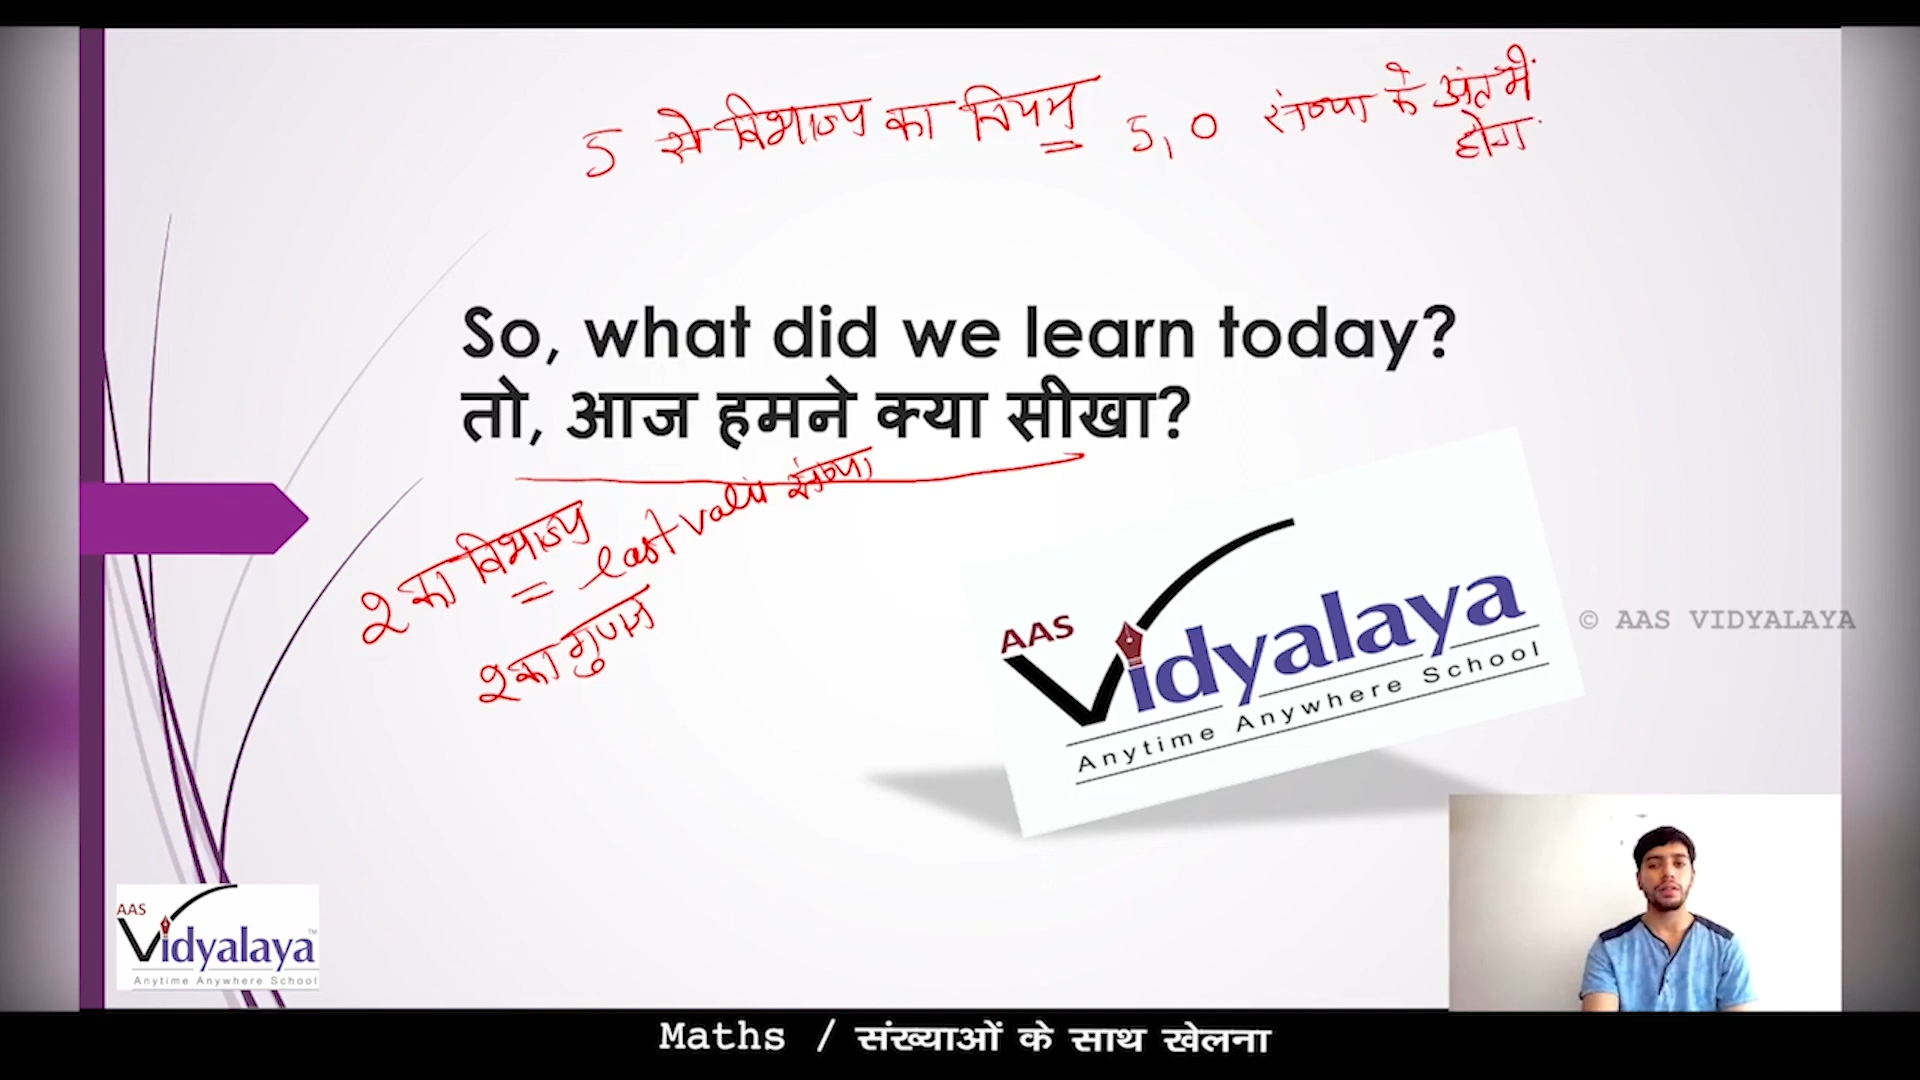 5 से विभाज्य का नियम 5, 0 संख्या के अंत में
होगा
So, what did we learn today?
तो, आज हमने क्या सीखा?
2 का विभाज्य = last वाली संख्या
2 का गुणज
AAS
Vidyalaya
Anytime Anywhere School
© AAS VIDYALAYA
AAS
Vidyalaya
TM
Anytime Anywhere School
Maths / संख्याओं के साथ खेलना